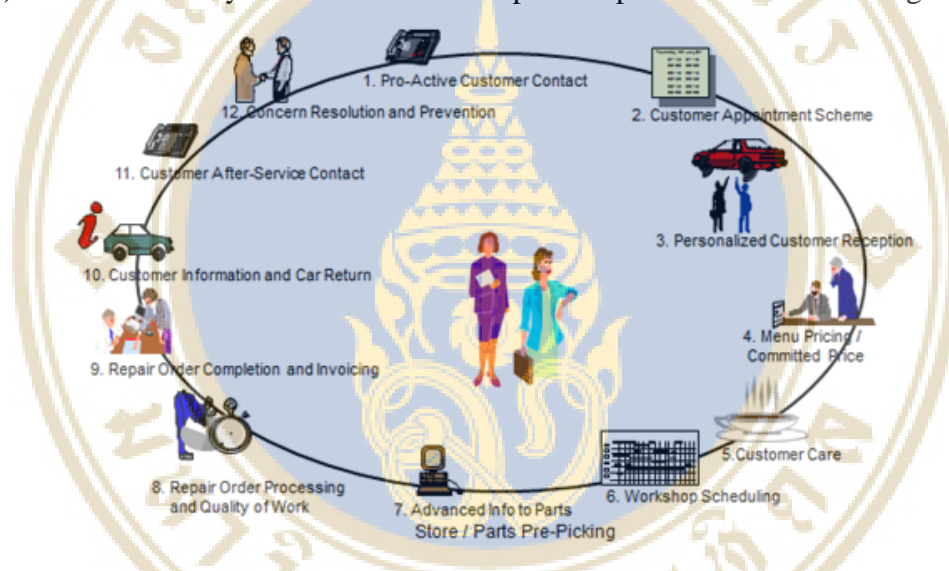 1. Pro-Active Customer Contact
2. Customer Appointment Scheme
3. Personalized Customer Reception
4. Menu Pricing /
Committed Price
5.Customer Care
6. Workshop Scheduling
7. Advanced Info to Parts
Store / Parts Pre-Picking
8. Repair Order Processing
and Quality of Work
9. Repair Order Completion and Invoicing
10. Customer Information and Car Return
11. Customer After-Service Contact
12. Concern Resolution and Prevention